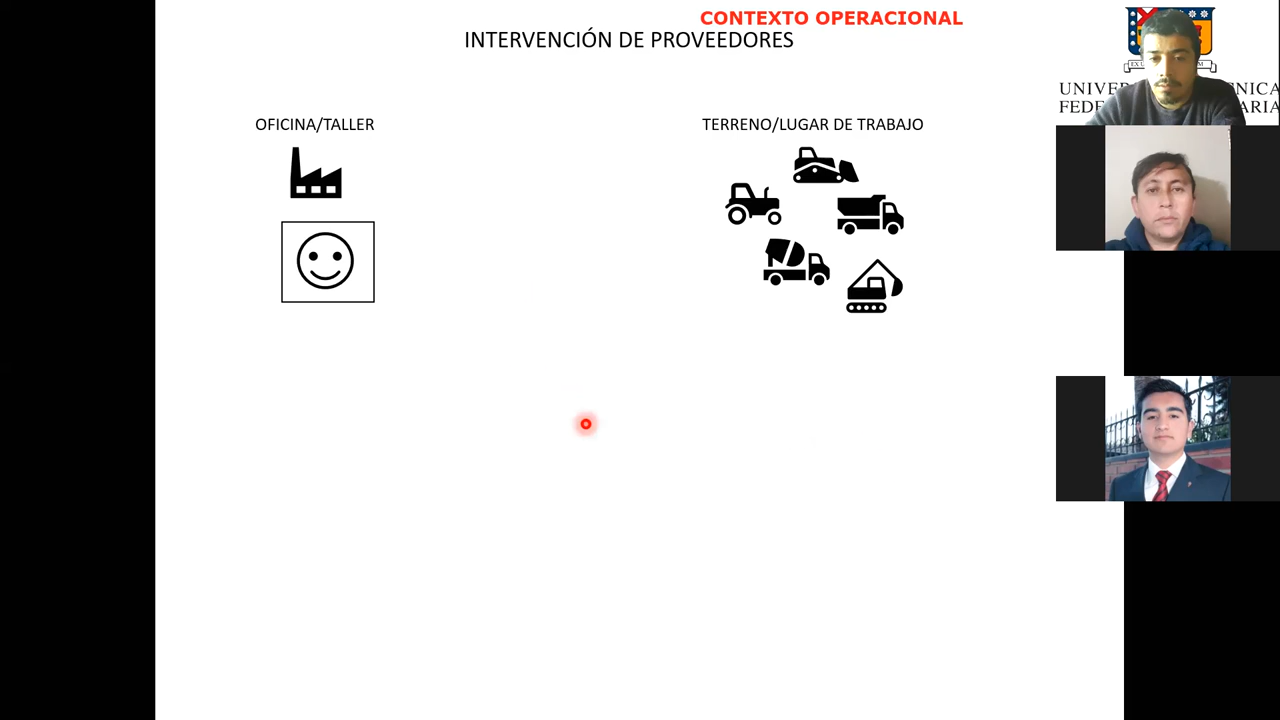 CONTEXTO OPERACIONAL
INTERVENCIÓN DE PROVEEDORES
OFICINA/TALLER
TERRENO/LUGAR DE TRABAJO